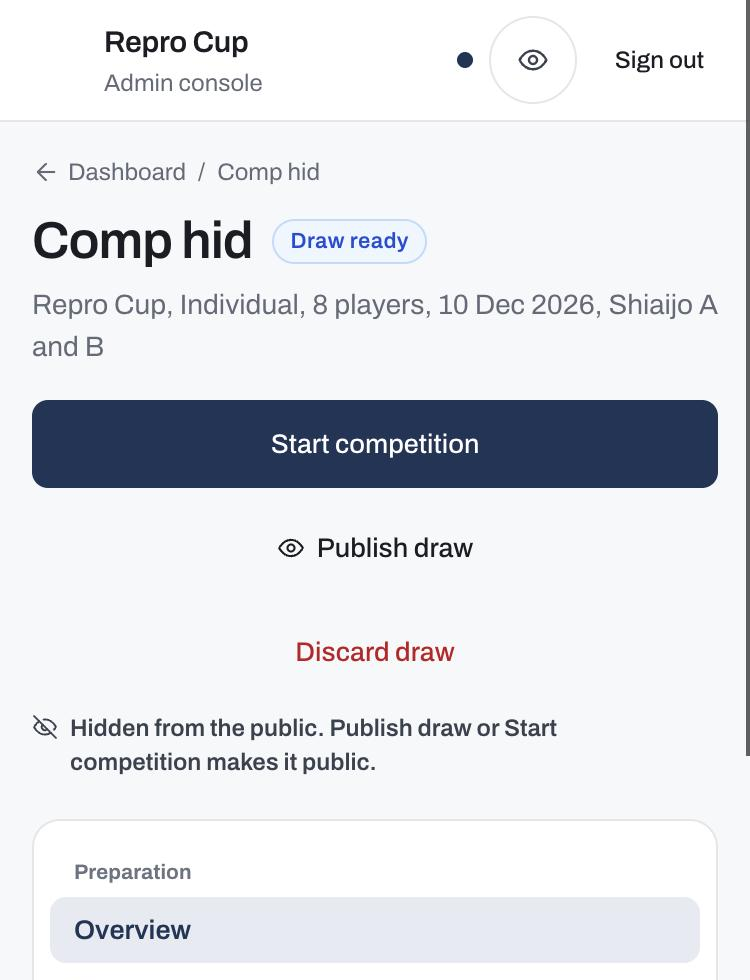 Repro Cup
Admin console
Sign out
Dashboard / Comp hid
Comp hid
Draw ready
Repro Cup, Individual, 8 players, 10 Dec 2026, Shiaijo A
and B
Start competition
Publish draw
Discard draw
Hidden from the public. Publish draw or Start
competition makes it public.
Preparation
Overview